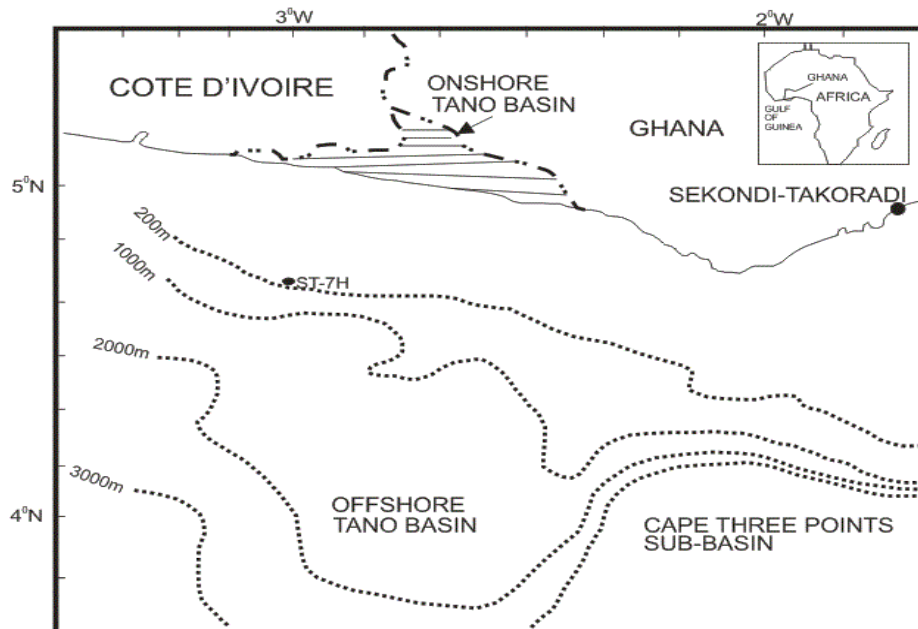 3°W
2°W
COTE D'IVOIRE
ONSHORE
TANO BASIN
GHANA
GHANA
AFRICA
GULF
OF
GUINEA
5°N
SEKONDI-TAKORADI
200m
1000m
ST-7H
2000m
3000m
OFFSHORE
TANO BASIN
4°N
CAPE THREE POINTS
SUB-BASIN